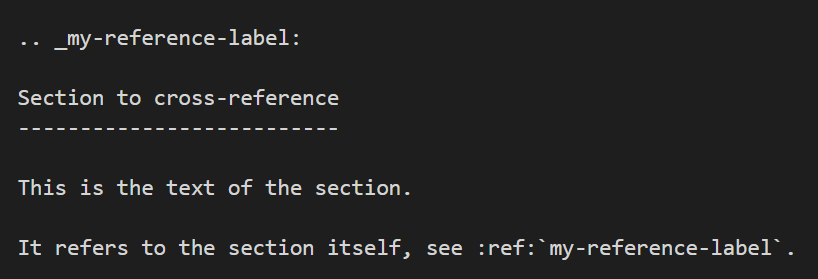 .. _my-reference-label:
Section to cross-reference
--------------------------
This is the text of the section.
It refers to the section itself, see :ref:`my-reference-label`.